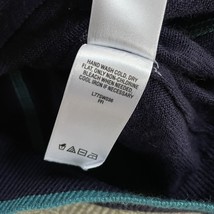 HAND WASH COLD, DRY
FLAT, ONLY NON-CHLORINE
BLEACH WHEN NEEDED,
COOL IRON IF NECESSARY